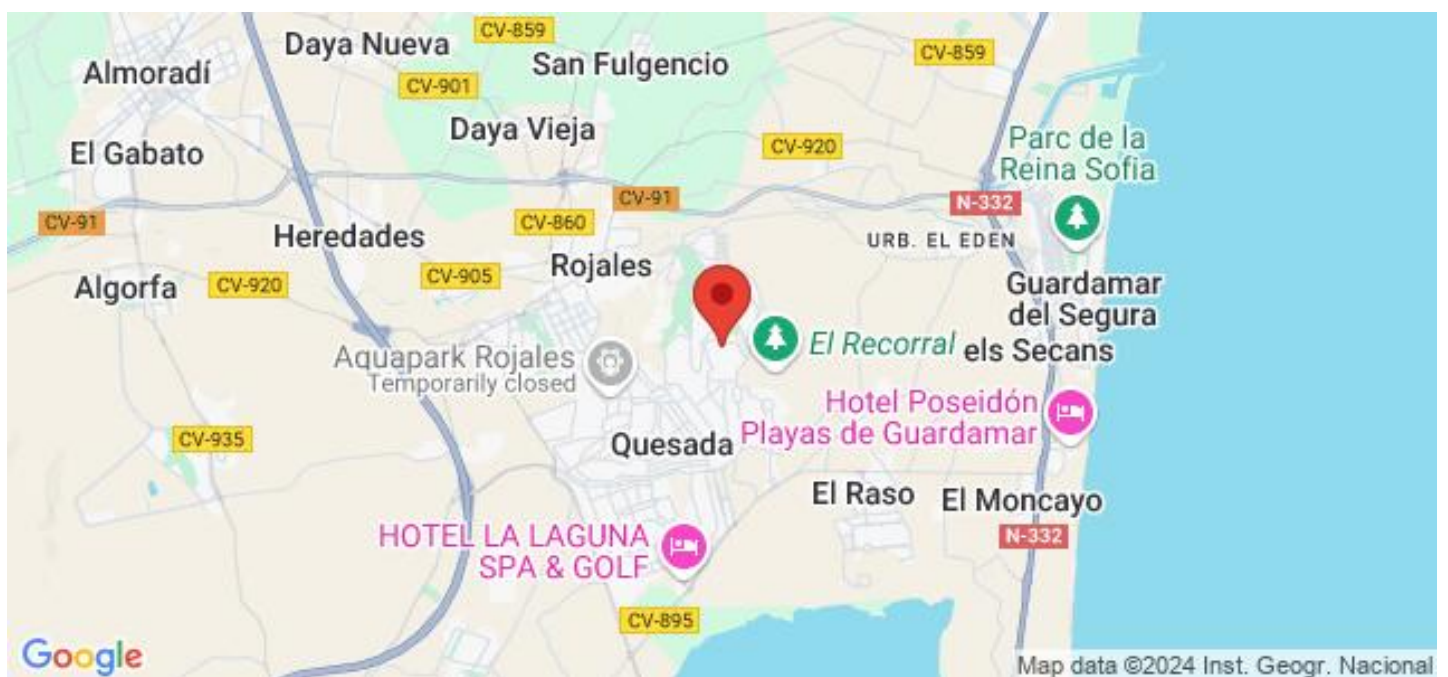 CV-859
Daya Nueva
San Fulgencio
CV-859
Almoradí
CV-901
Daya Vieja
El Gabato
CV-920
Parc de la
Reina Sofia
CV-91
N-332
CV-91
CV-860
Heredades
URB. EL EDEN
Rojales
CV-905
Algorfa
CV-920
Guardamar
del Segura
El Recorral
els Secans
Aquapark Rojales
Temporarily closed
Hotel Poseidón
Playas de Guardamar
CV-935
Quesada
El Raso
El Moncayo
HOTEL LA LAGUNA
SPA & GOLF
N-332
CV-895
Google
Map data ©2024 Inst. Geogr. Nacional